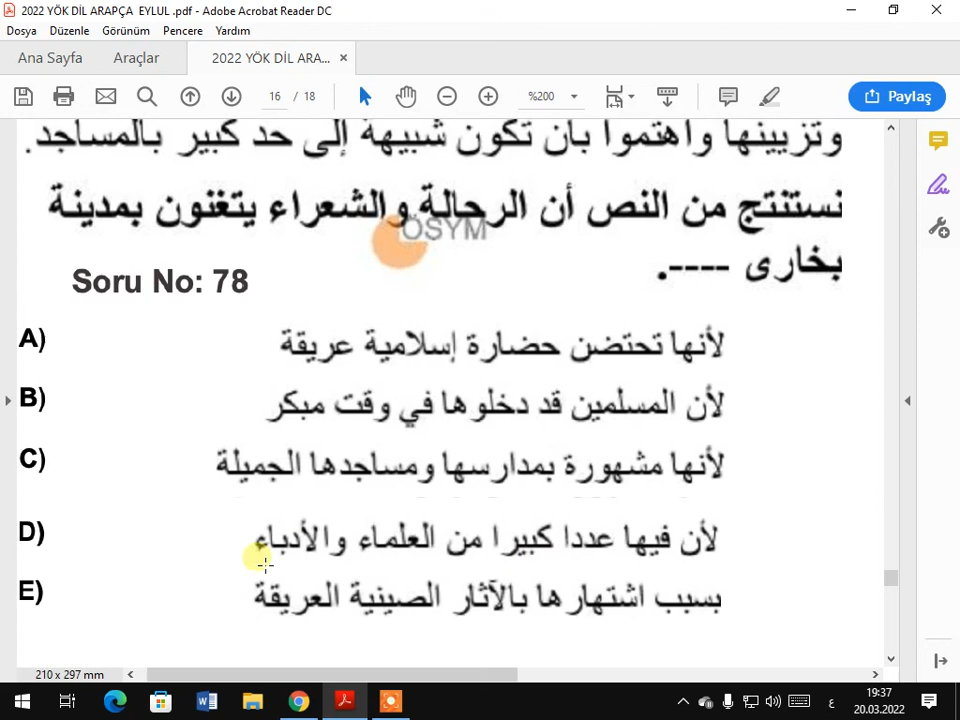 2022 YÖK DİL ARAPÇA EYLUL .pdf - Adobe Acrobat Reader DC
Dosya Düzenle Görünüm Pencere Yardım
Ana Sayfa Araçlar 2022 YÖK DİL ARA... ×
16 / 18 %200 Paylaş
وتزيينها واهتموا بأن تكون شبيهة إلى حد كبير بالمساجد.
نستنتج من النص أن الرحالة والشعراء يتغنون بمدينة
ÖSYM
بخارى ----.
Soru No: 78
A) لأنها تحتضن حضارة إسلامية عريقة
B) لأن المسلمين قد دخلوها في وقت مبكر
C) لأنها مشهورة بمدارسها ومساجدها الجميلة
D) لأن فيها عددا كبيرا من العلماء والأدباء
E) بسبب اشتهارها بالآثار الصينية العريقة
210 x 297 mm
ع 19:37
20.03.2022